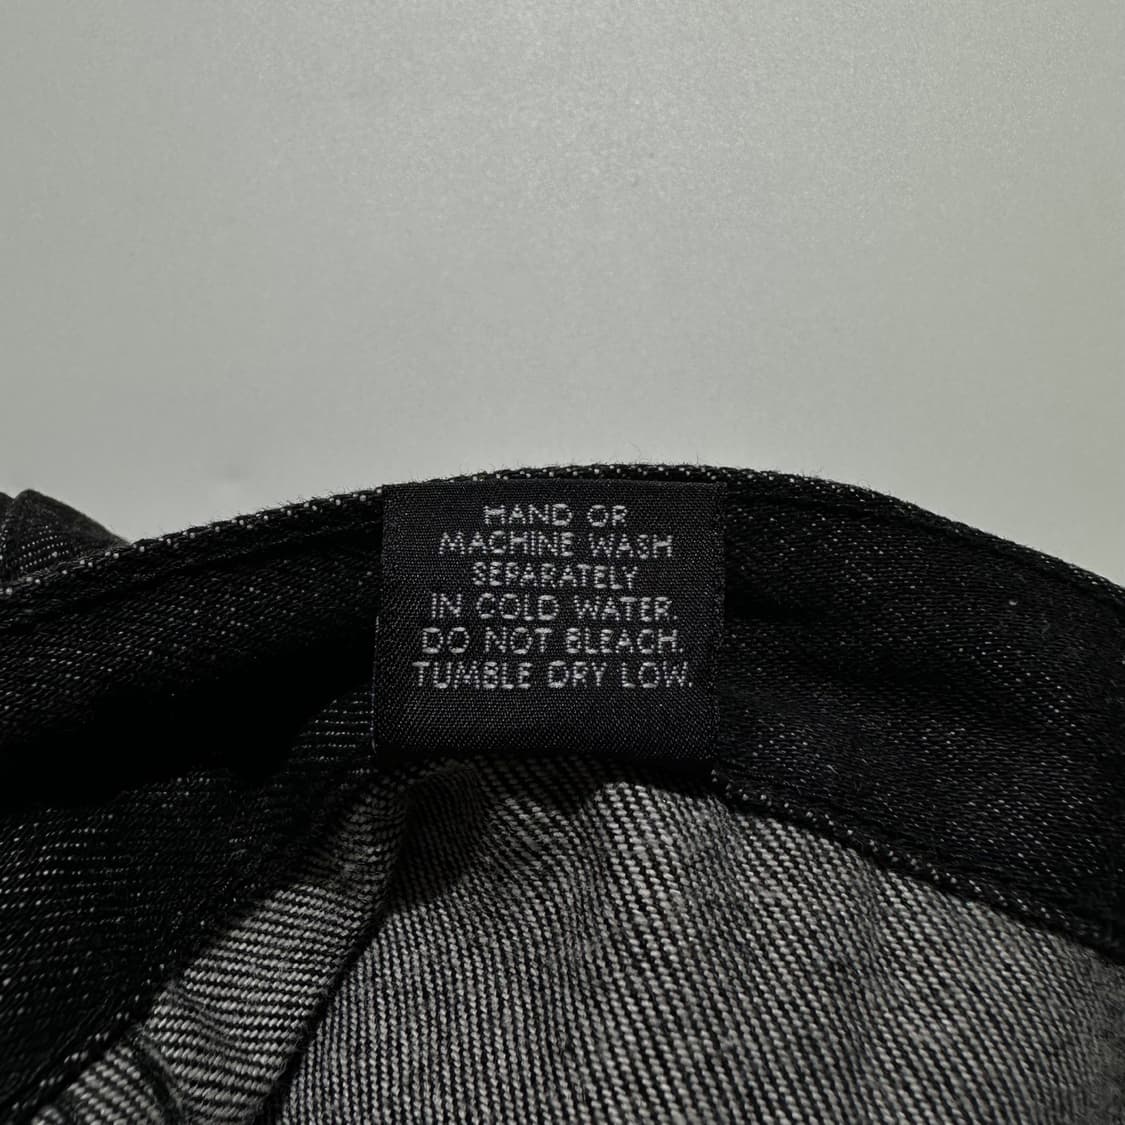 HAND OR
MACHINE WASH
SEPARATELY
IN COLD WATER.
DO NOT BLEACH.
TUMBLE DRY LOW.